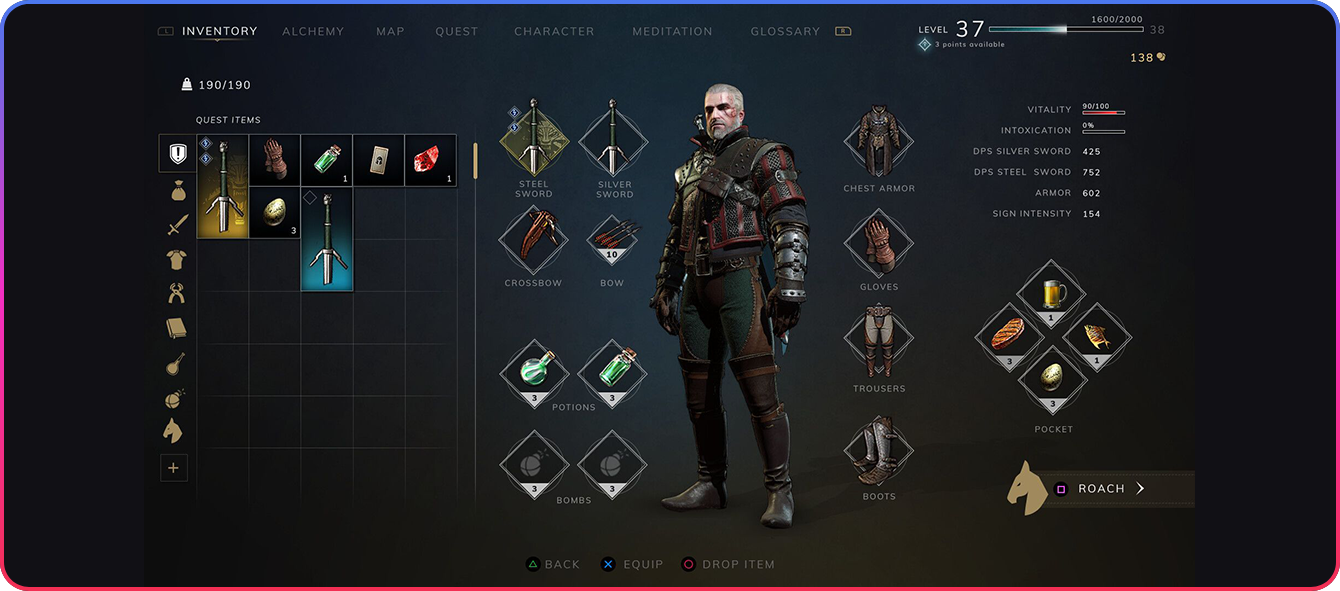 L INVENTORY ALCHEMY MAP QUEST CHARACTER MEDITATION GLOSSARY R
LEVEL 37 1600/2000 38
3 points available
138
190/190
QUEST ITEMS
1
1
3
STEEL
SWORD
SILVER
SWORD
CROSSBOW
10
BOW
3
3
POTIONS
3
3
BOMBS
CHEST ARMOR
GLOVES
TROUSERS
BOOTS
VITALITY 90/100
INTOXICATION 0%
DPS SILVER SWORD 425
DPS STEEL SWORD 752
ARMOR 602
SIGN INTENSITY 154
1
3
1
3
POCKET
ROACH
BACK EQUIP DROP ITEM